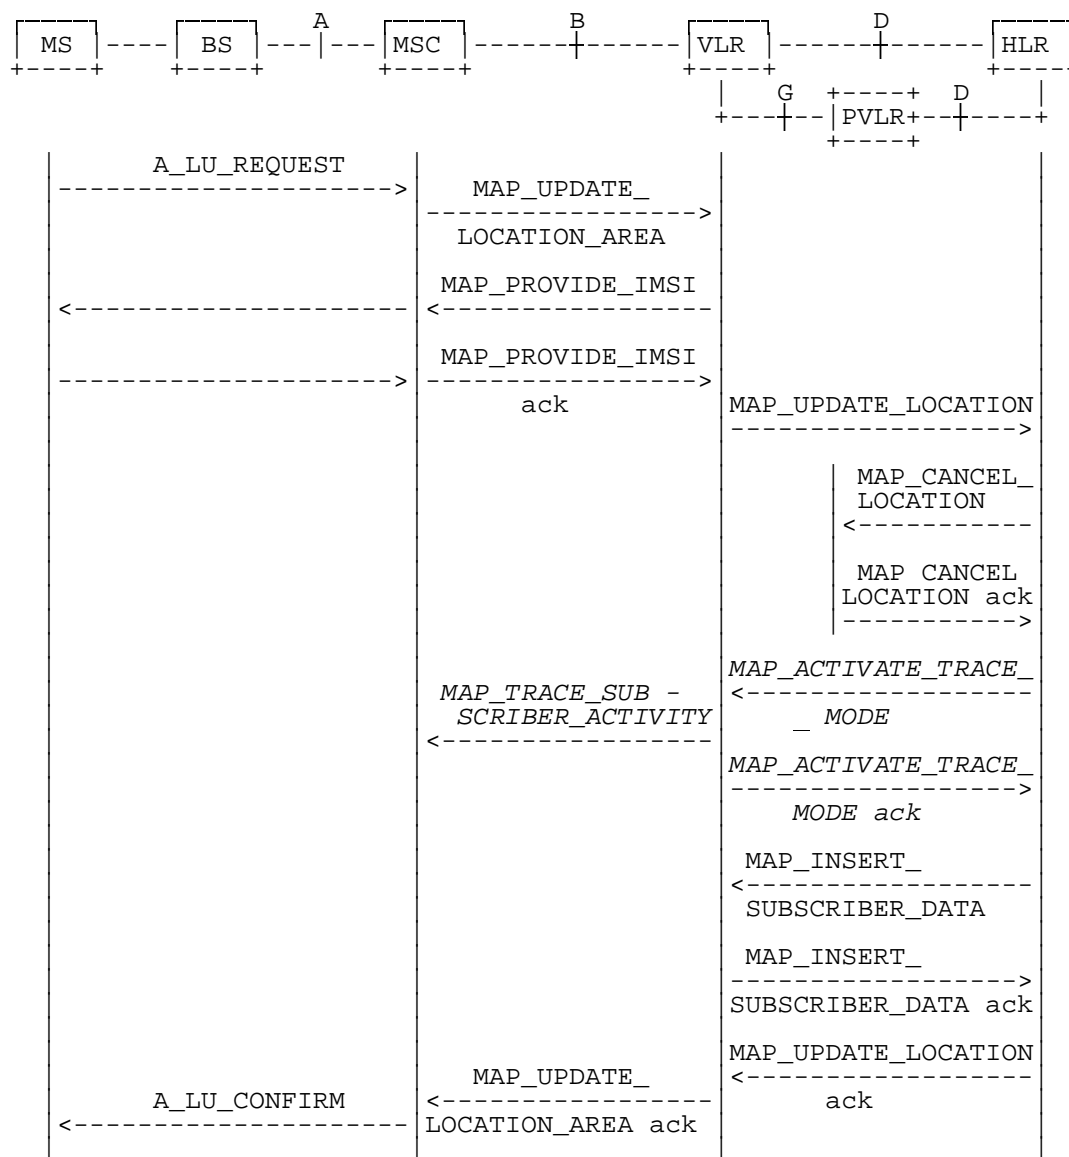 A B D
MS BS MSC VLR HLR
G D
PVLR
A_LU_REQUEST
MAP_UPDATE_
LOCATION_AREA
MAP_PROVIDE_IMSI
MAP_PROVIDE_IMSI
ack
MAP_UPDATE_LOCATION
MAP_CANCEL_
LOCATION
MAP CANCEL
LOCATION ack
MAP_ACTIVATE_TRACE_
_ MODE
MAP_TRACE_SUB -
SCRIBER_ACTIVITY
MAP_ACTIVATE_TRACE_
MODE ack
MAP_INSERT_
SUBSCRIBER_DATA
MAP_INSERT_
SUBSCRIBER_DATA ack
MAP_UPDATE_LOCATION
ack
MAP_UPDATE_
LOCATION_AREA ack
A_LU_CONFIRM